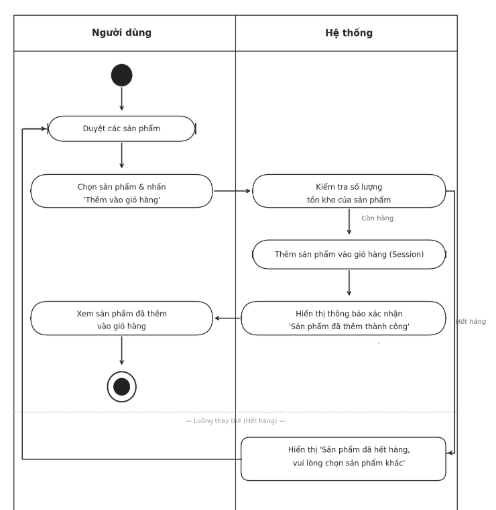 Người dùng
Hệ thống
Duyệt các sản phẩm
Chọn sản phẩm & nhấn
'Thêm vào giỏ hàng'
Kiểm tra số lượng
tồn kho của sản phẩm
Còn hàng
Thêm sản phẩm vào giỏ hàng (Session)
Xem sản phẩm đã thêm
vào giỏ hàng
Hiển thị thông báo xác nhận
'Sản phẩm đã thêm thành công'
Hết hàng
— Luồng thay thế (Hết hàng) —
Hiển thị 'Sản phẩm đã hết hàng,
vui lòng chọn sản phẩm khác'